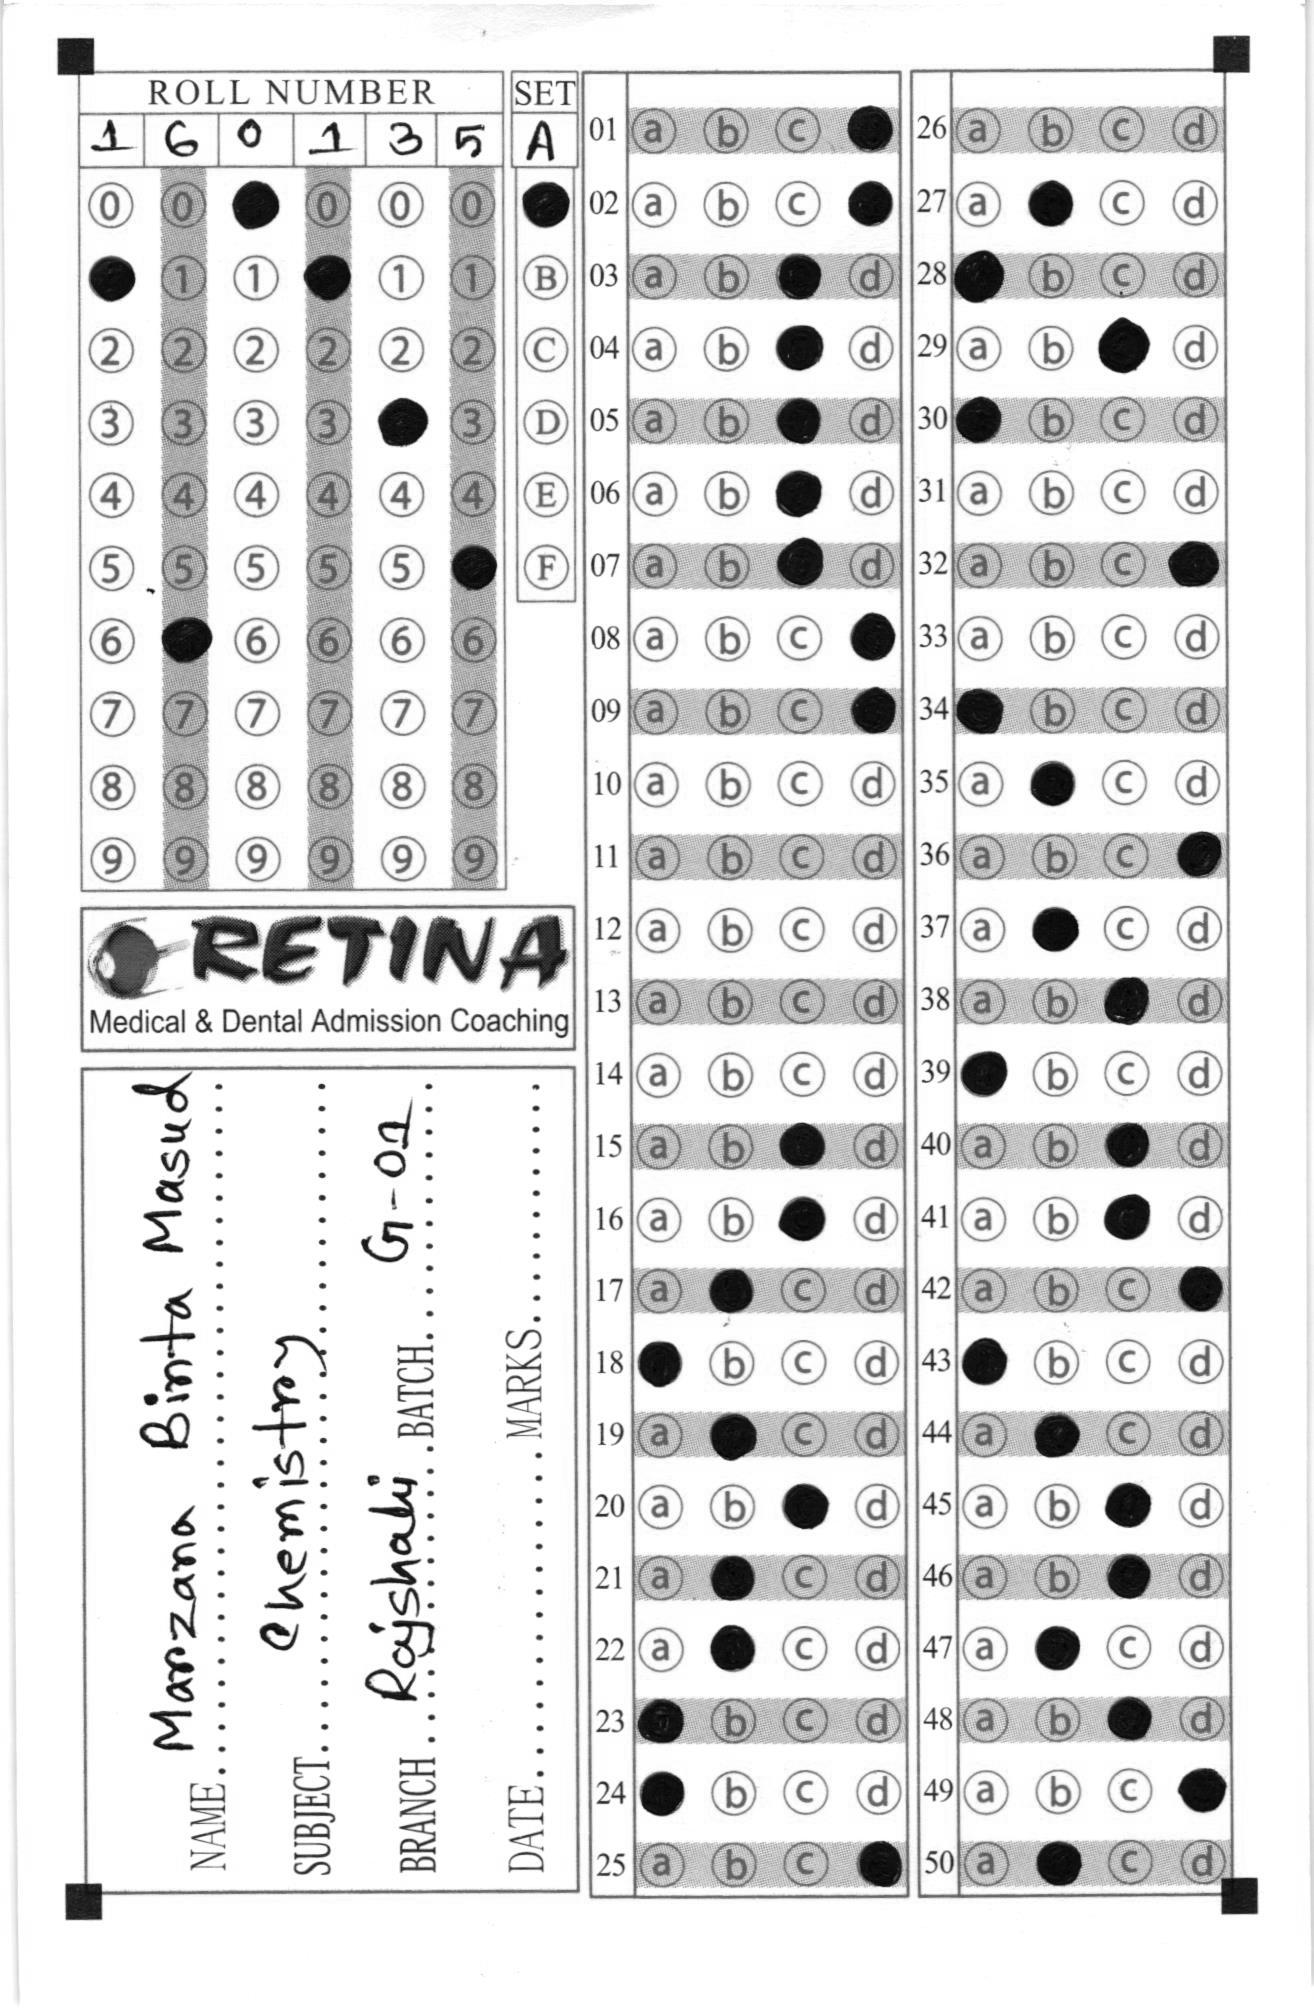 ROLL NUMBER
1 6 0 1 3 5
0 0 0 0 0
1 1 1 1
2 2 2 2 2 2
3 3 3 3 3
4 4 4 4 4 4
5 5 5 5 5
6 6 6 6 6
7 7 7 7 7 7
8 8 8 8 8 8
9 9 9 9 9 9
SET
A
B
C
D
E
F
RETINA
Medical & Dental Admission Coaching
NAME Marzana Binta Masud
SUBJECT Chemistry
BRANCH Rajshahi BATCH G-01
DATE MARKS
01 a b c
02 a b c
03 a b d
04 a b d
05 a b d
06 a b d
07 a b d
08 a b c
09 a b c
10 a b c d
11 a b c d
12 a b c d
13 a b c d
14 a b c d
15 a b d
16 a b d
17 a c d
18 b c d
19 a c d
20 a b d
21 a c d
22 a c d
23 b c d
24 b c d
25 a b c
26 a b c d
27 a c d
28 b c d
29 a b d
30 b c d
31 a b c d
32 a b c
33 a b c d
34 b c d
35 a c d
36 a b c
37 a c d
38 a b d
39 b c d
40 a b d
41 a b d
42 a b c
43 b c d
44 a c d
45 a b d
46 a b d
47 a c d
48 a b d
49 a b c
50 a c d